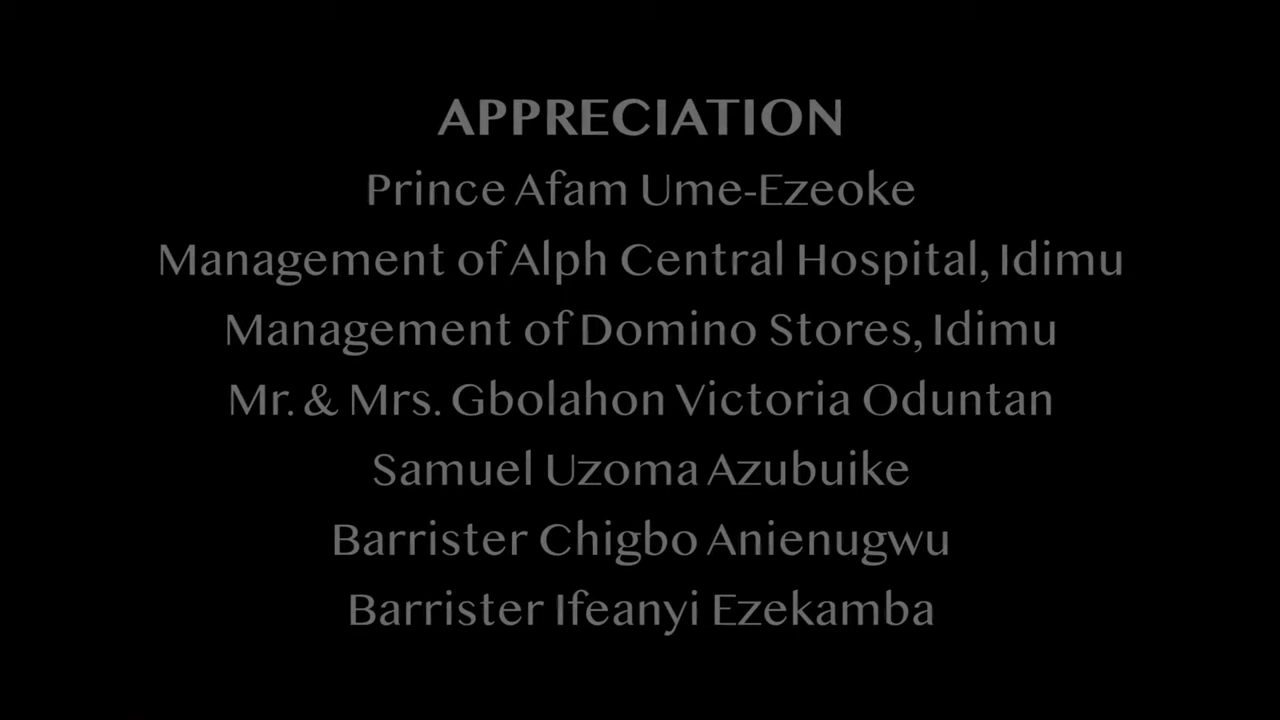 APPRECIATION
Prince Afam Ume-Ezeoke
Management of Alph Central Hospital, Idimu
Management of Domino Stores, Idimu
Mr. & Mrs. Gbolahon Victoria Oduntan
Samuel Uzoma Azubuike
Barrister Chigbo Anienugwu
Barrister Ifeanyi Ezekamba